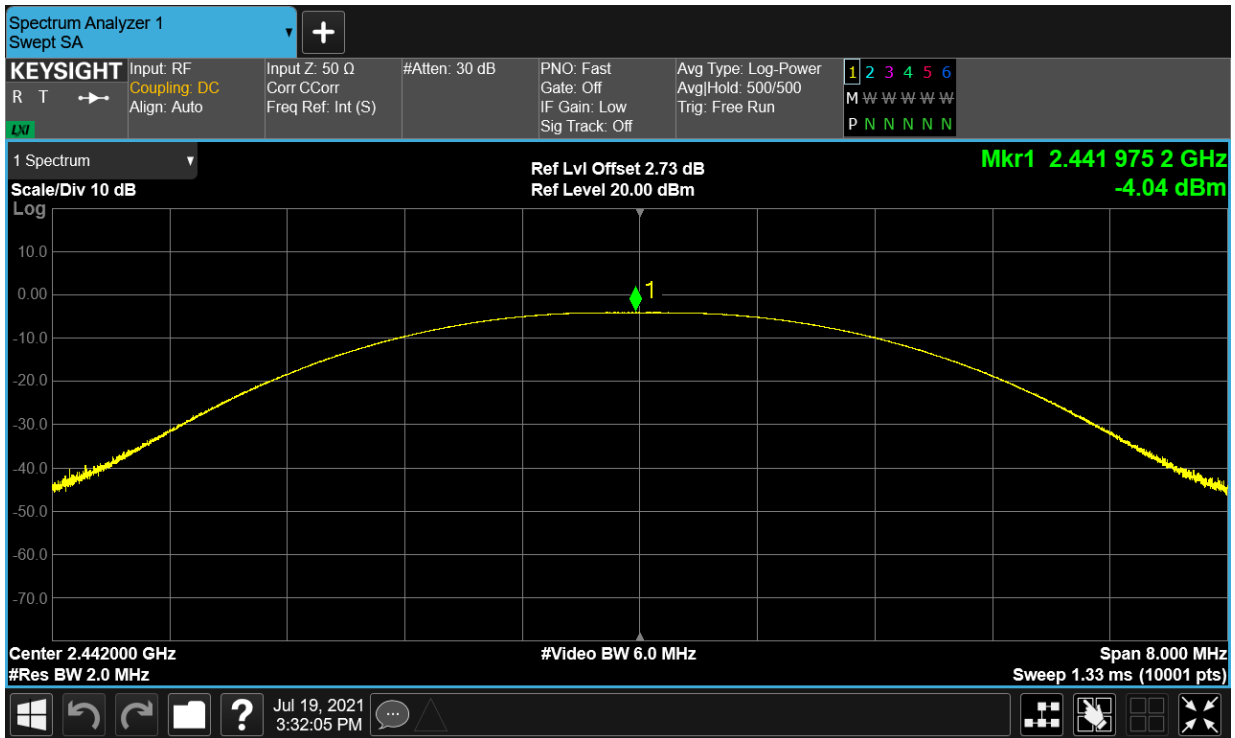 Spectrum Analyzer 1
Swept SA
KEYSIGHT
R T
LXI
Input: RF
Coupling: DC
Align: Auto
Input Z: 50 Ω
Corr CCorr
Freq Ref: Int (S)
#Atten: 30 dB
PNO: Fast
Gate: Off
IF Gain: Low
Sig Track: Off
Avg Type: Log-Power
Avg|Hold: 500/500
Trig: Free Run
1 2 3 4 5 6
M W W W W W
P N N N N N
1 Spectrum
Scale/Div 10 dB
Log
Ref Lvl Offset 2.73 dB
Ref Level 20.00 dBm
Mkr1 2.441 975 2 GHz
-4.04 dBm
10.0
0.00
1
-10.0
-20.0
-30.0
-40.0
-50.0
-60.0
-70.0
Center 2.442000 GHz
#Video BW 6.0 MHz
Span 8.000 MHz
#Res BW 2.0 MHz
Sweep 1.33 ms (10001 pts)
?
Jul 19, 2021
3:32:05 PM